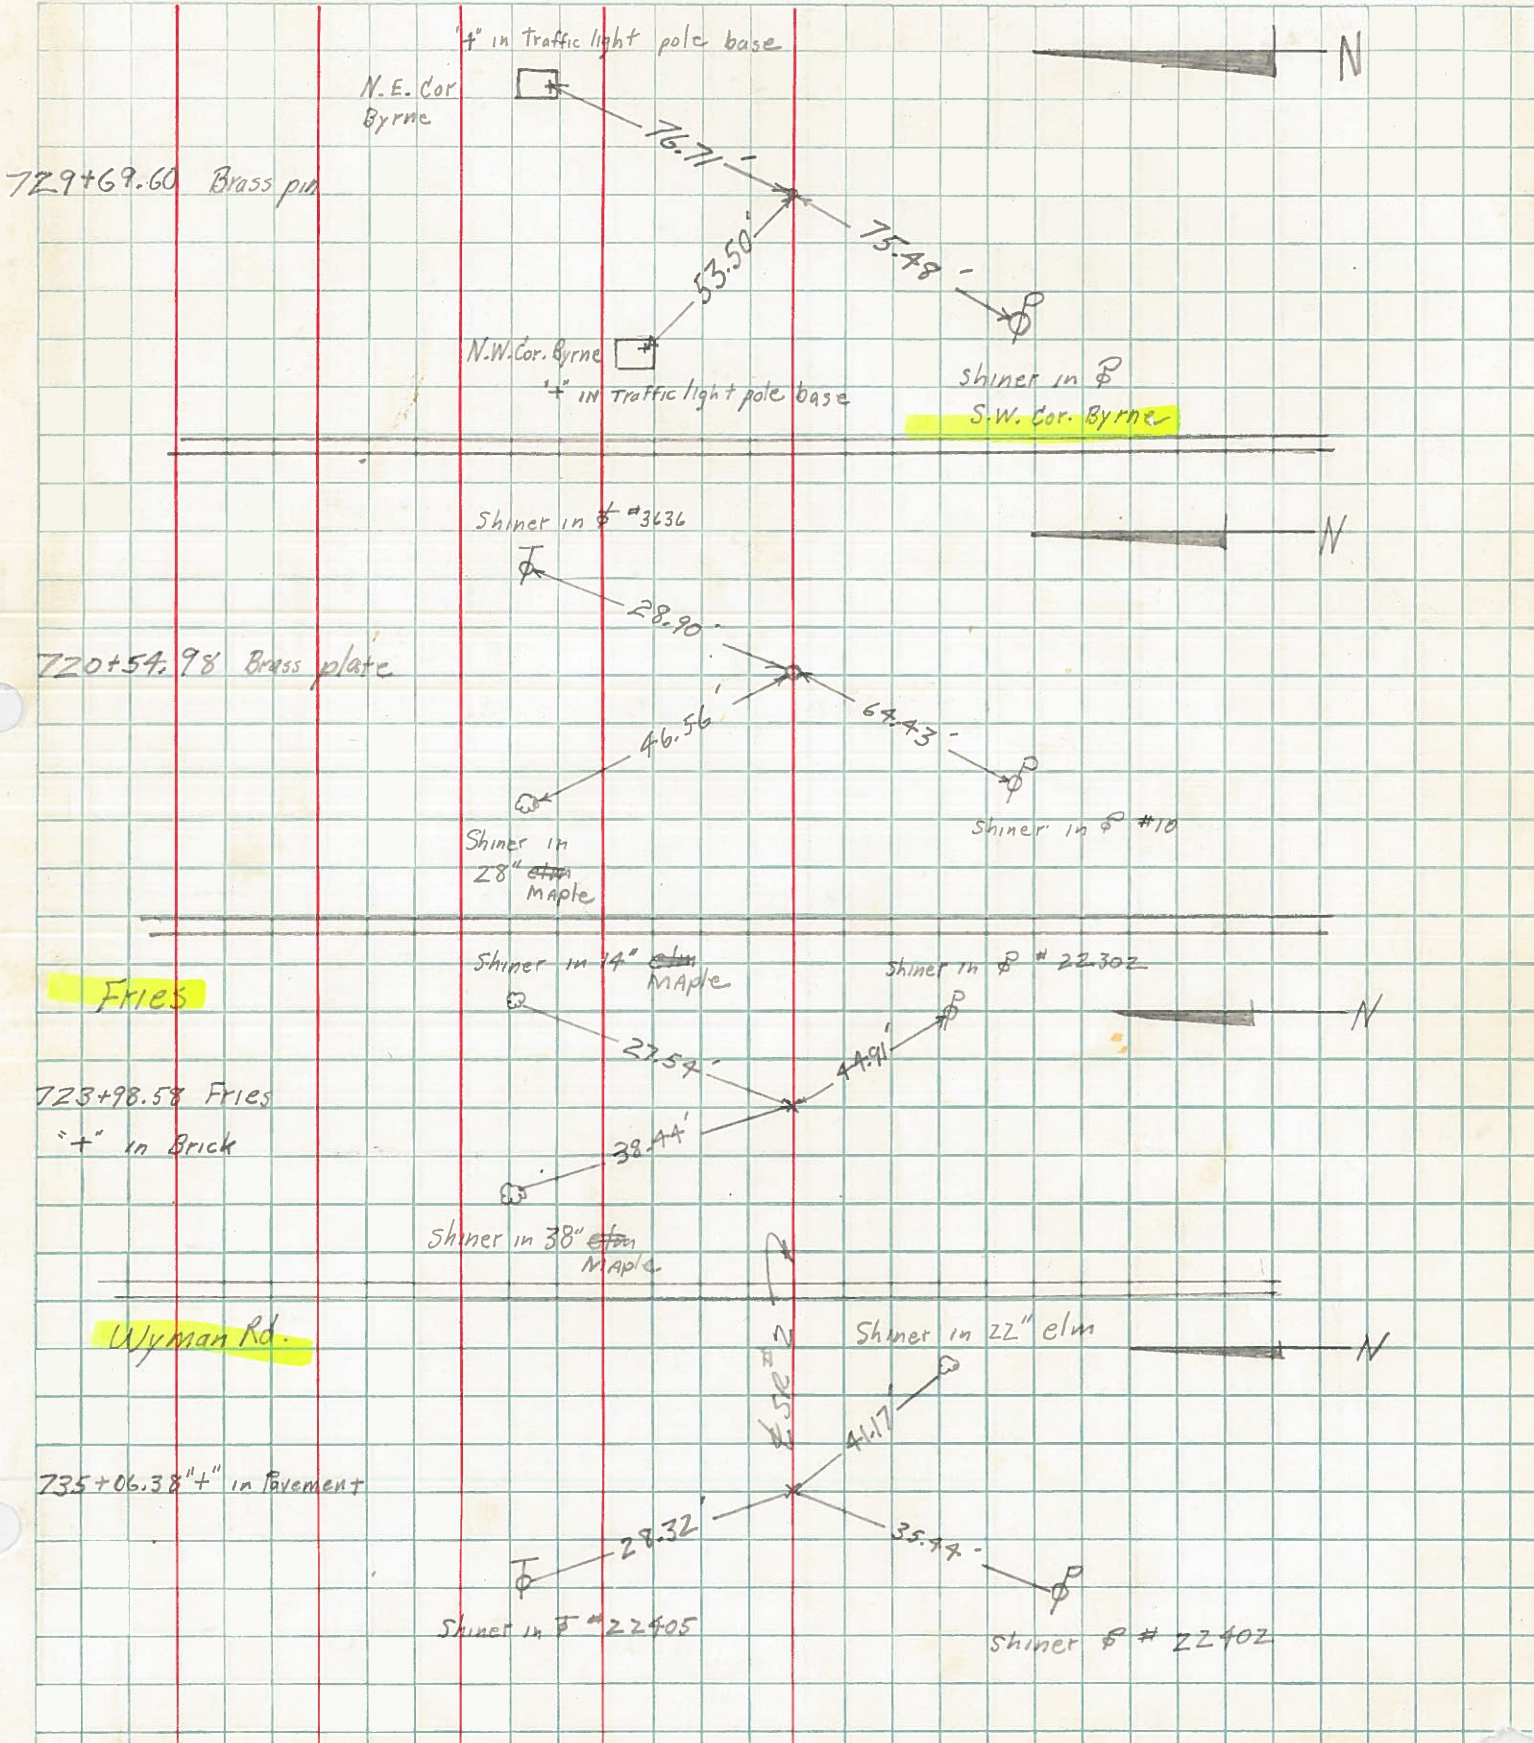 "+" in Traffic light pole base
N
N.E. Cor
Byrne
76.71'
729+69.60 Brass pin
75.48'
53.50'
N.W. Cor. Byrne
"+" IN Traffic light pole base
Shiner in
S.W. Cor. Byrne
Shiner in #3636
N
28.90'
720+54.98 Brass plate
64.43'
46.56'
Shiner in #10
Shiner in
28" elm
MAple
Shiner in 14" elm
MAple
Shiner in P #22302
Fries
N
27.54'
44.91'
723+98.58 Fries
"+" in Brick
38.44'
Shiner in 38" elm
MAple
Wyman Rd.
Shiner in 22" elm
N
SR #2
41.17'
735+06.38 "+" in Pavement
28.32'
35.44'
Shiner in T #22405
Shiner P # 22402